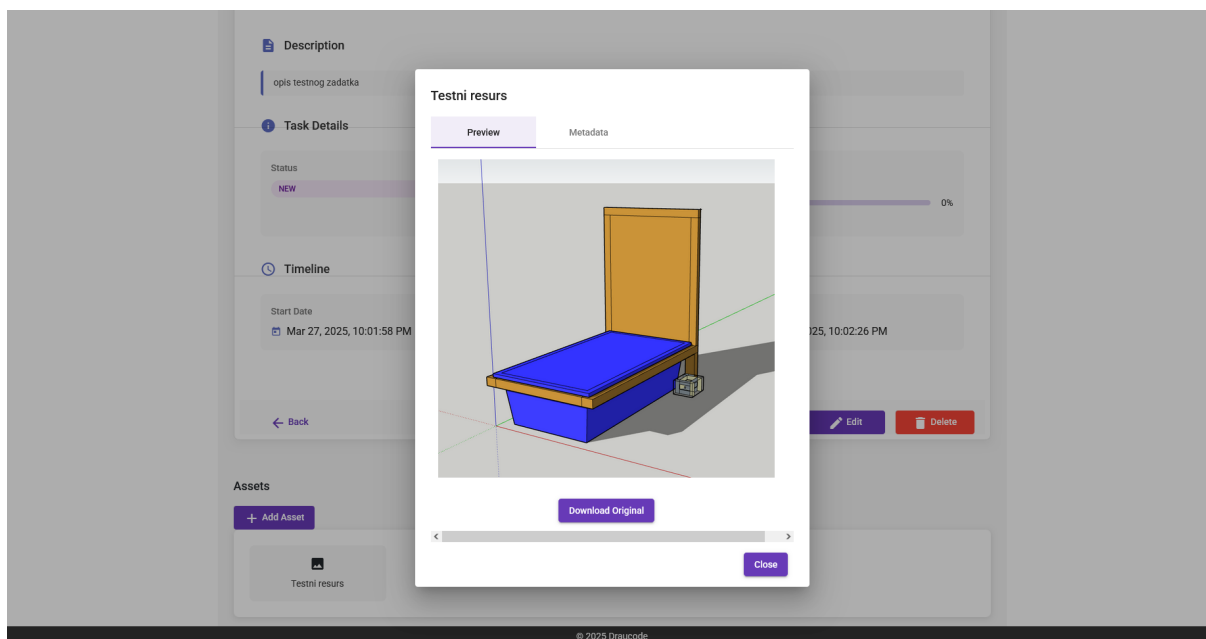 Description
opis testnog zadatka
Testni resurs
Preview Metadata
Task Details
Status
NEW
0%
Timeline
Start Date
Mar 27, 2025, 10:01:58 PM
025, 10:02:26 PM
Back
Edit
Delete
Assets
Add Asset
Download Original
Close
Testni resurs
© 2025 Draucode